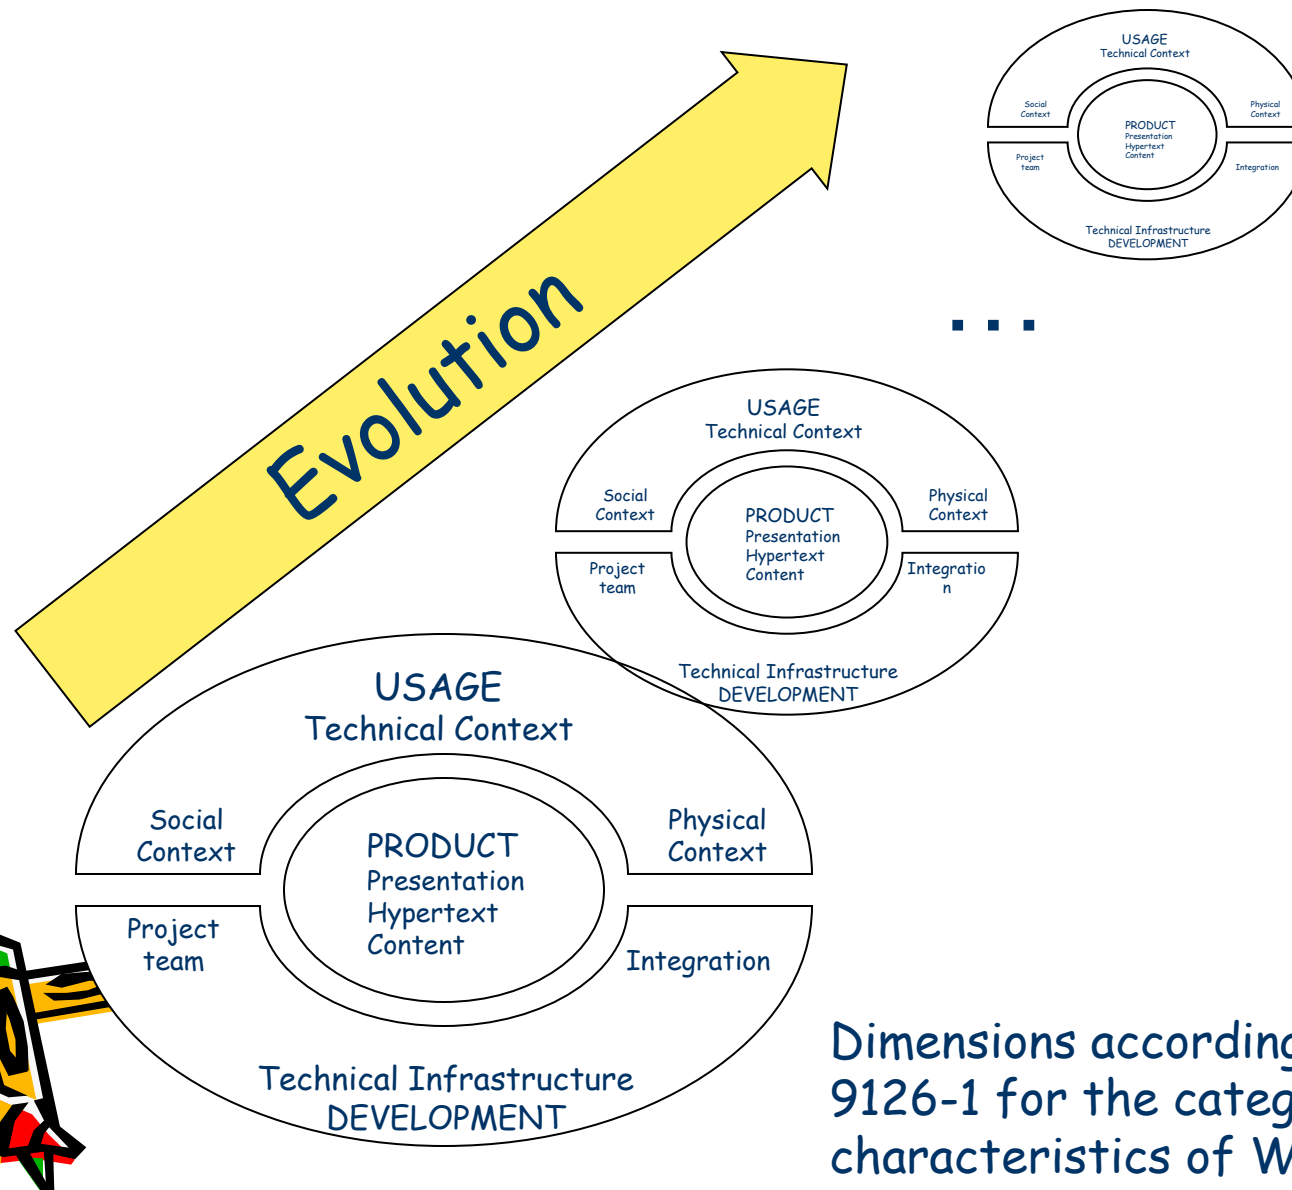 USAGE
Technical Context
Social
Context
Physical
Context
PRODUCT
Presentation
Hypertext
Content
Project
team
Integration
Technical Infrastructure
DEVELOPMENT
Evolution
...
USAGE
Technical Context
Social
Context
Physical
Context
PRODUCT
Presentation
Hypertext
Content
Project
team
Integratio
n
Technical Infrastructure
DEVELOPMENT
USAGE
Technical Context
Social
Context
Physical
Context
PRODUCT
Presentation
Hypertext
Content
Project
team
Integration
Technical Infrastructure
DEVELOPMENT
Dimensions according
9126-1 for the categ
characteristics of W